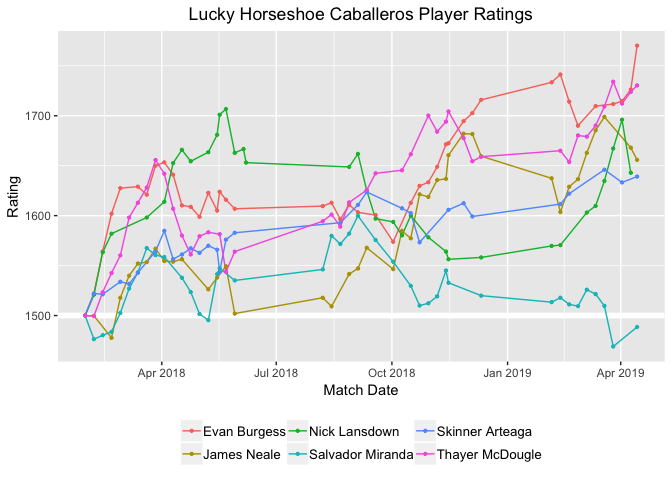 Lucky Horseshoe Caballeros Player Ratings
1700
1600
1500
Rating
Apr 2018 Jul 2018 Oct 2018 Jan 2019 Apr 2019
Match Date
Evan Burgess Nick Lansdown Skinner Arteaga
James Neale Salvador Miranda Thayer McDougle